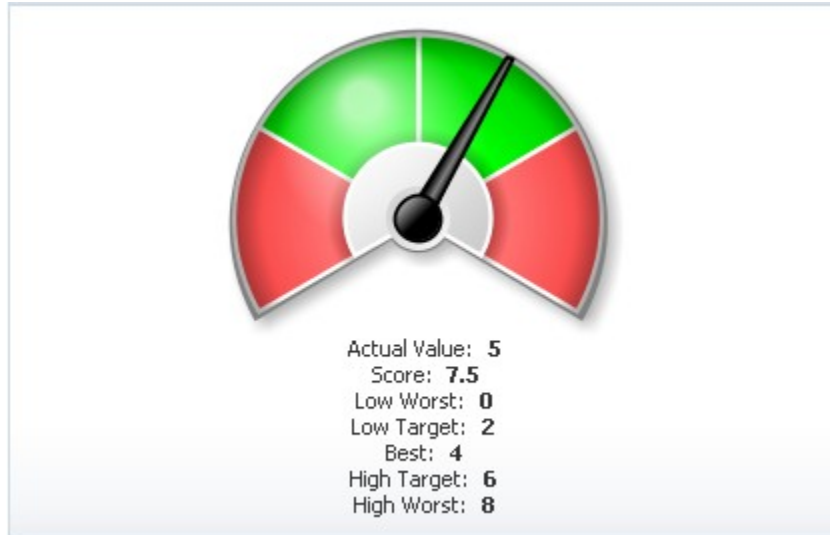 Actual Value: 5
Score: 7.5
Low Worst: 0
Low Target: 2
Best: 4
High Target: 6
High Worst: 8